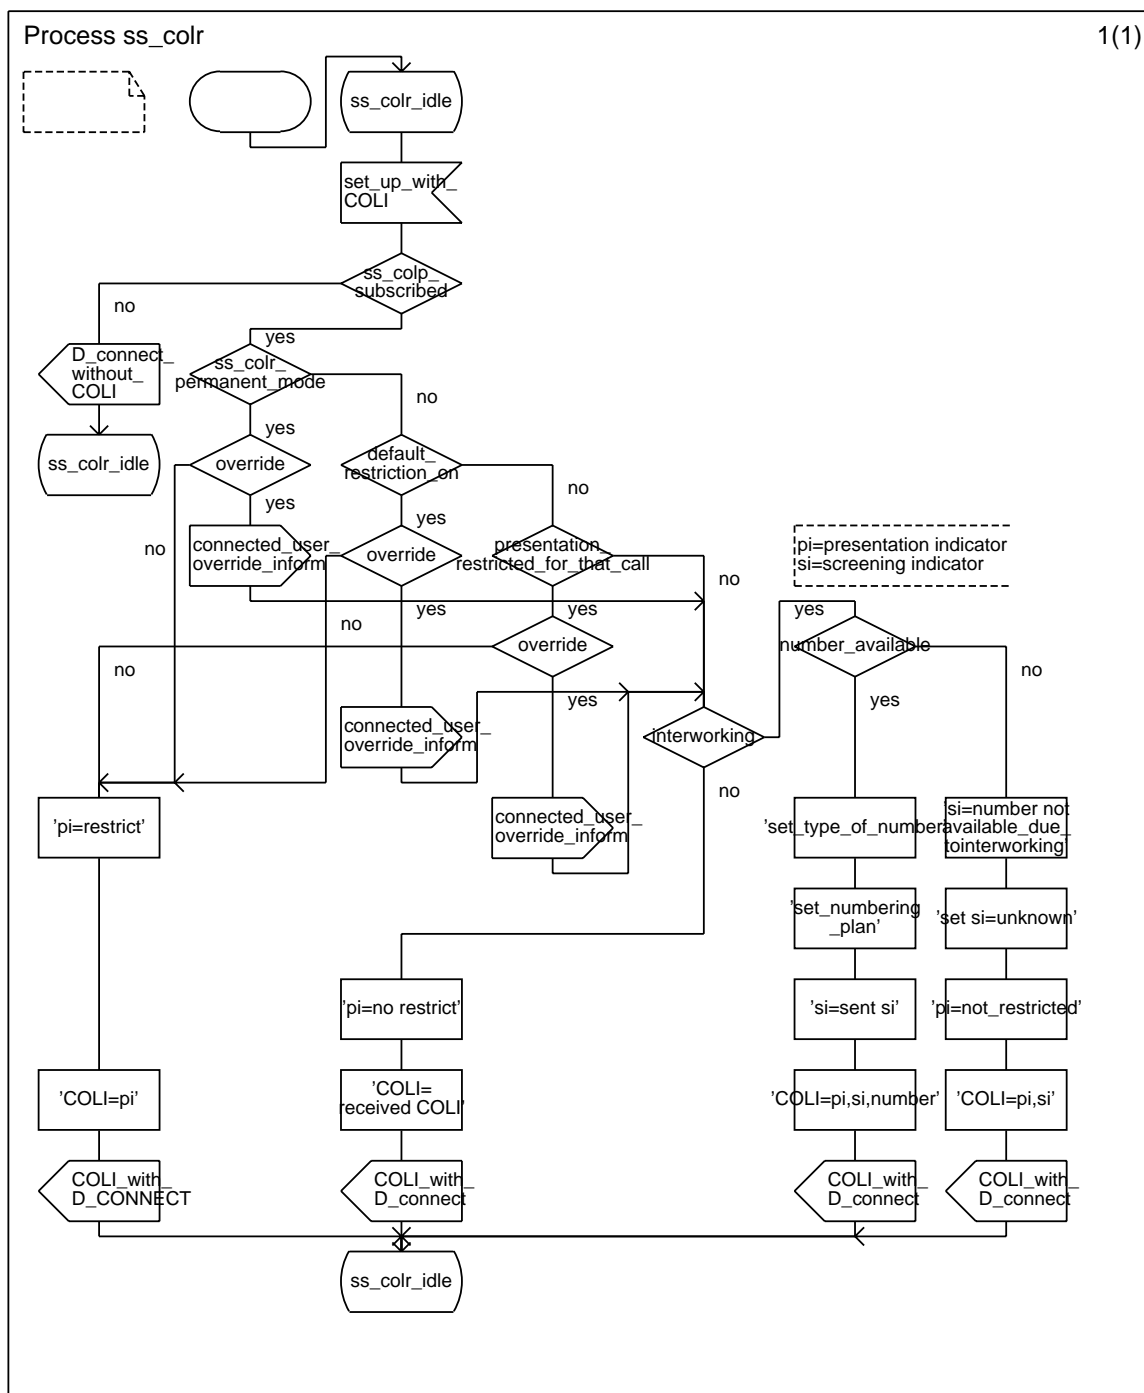 Process ss_colr
1(1)
ss_colr_idle
set_up_with_
COLI
ss_colp_
subscribed
no
yes
D_connect_
without_
COLI
ss_colr_
permanent_mode
no
yes
ss_colr_idle
override
default_
restriction_on
no
yes
yes
no
connected_user_
override_inform
override
presentation_
restricted_for_that_call
pi=presentation indicator
si=screening indicator
no
yes
yes
yes
no
override
number_available
no
no
yes
yes
connected_user_
override_inform
interworking
no
'pi=restrict'
connected_user_
override_inform
'set_type_of_number'
'si=number not
available_due_
tointerworking'
'set_numbering
_plan'
'set si=unknown'
'pi=no restrict'
'si=sent si'
'pi=not_restricted'
'COLI=pi'
'COLI=
received COLI'
'COLI=pi,si,number'
'COLI=pi,si'
COLI_with_
D_CONNECT
COLI_with_
D_connect
COLI_with_
D_connect
COLI_with_
D_connect
ss_colr_idle